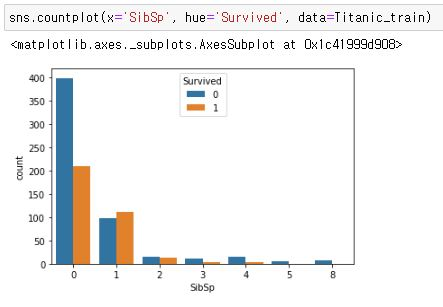 sns.countplot(x='SibSp', hue='Survived', data=Titanic_train)
<matplotlib.axes._subplots.AxesSubplot at 0x1c41999d908>
Survived
0
1
400
350
300
250
200
150
100
50
0
count
0 1 2 3 4 5 8
SibSp